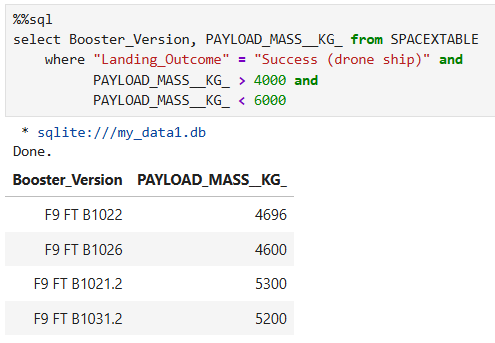 %%sql
select Booster_Version, PAYLOAD_MASS__KG_ from SPACEXTABLE
where "Landing_Outcome" = "Success (drone ship)" and
PAYLOAD_MASS__KG_ > 4000 and
PAYLOAD_MASS__KG_ < 6000
* sqlite:///my_data1.db
Done.
Booster_Version PAYLOAD_MASS__KG_
F9 FT B1022 4696
F9 FT B1026 4600
F9 FT B1021.2 5300
F9 FT B1031.2 5200